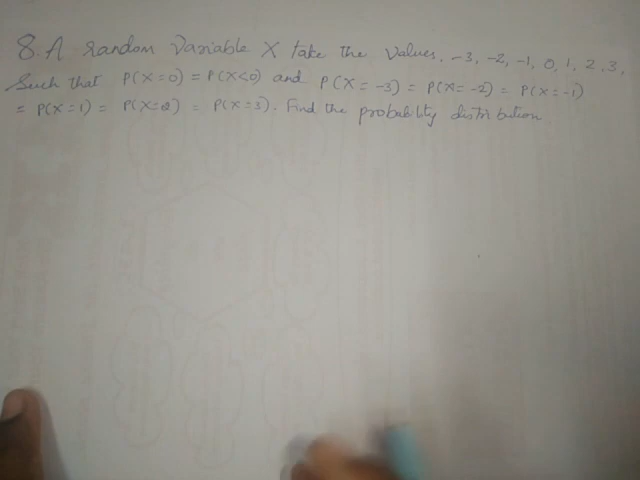 8. A random Variable X take the Values, -3, -2, -1, 0, 1, 2, 3,
Such that P(X=0) = P(X<0) and P(X=-3) = P(X=-2) = P(X=-1)
= P(X=1) = P(X=2) = P(X=3). Find the probability distribution